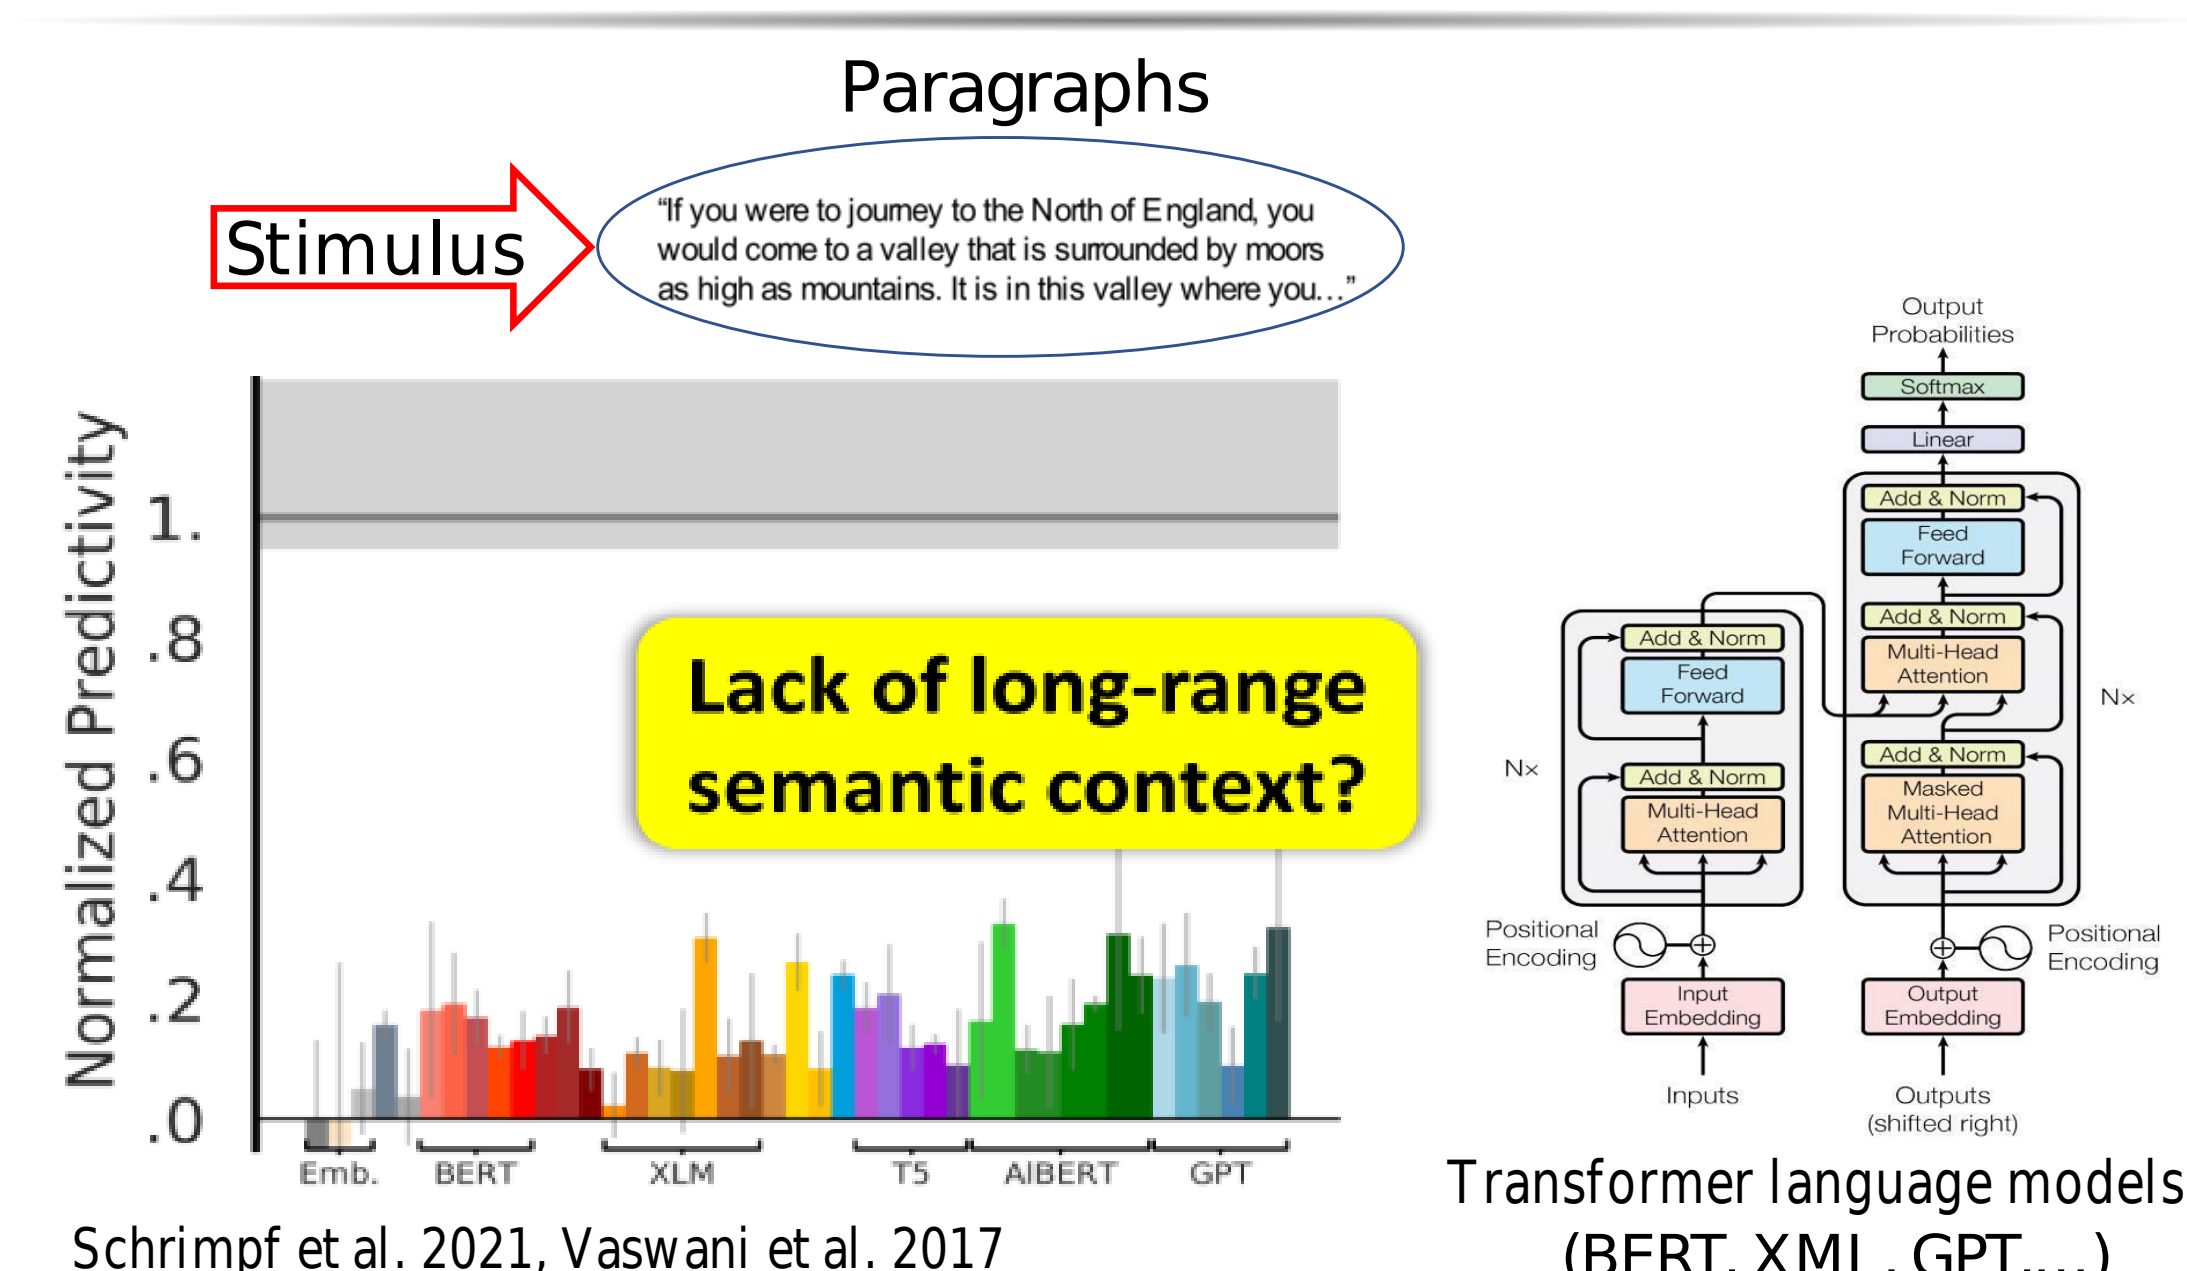 Paragraphs
Stimulus
“If you were to journey to the North of England, you
would come to a valley that is surrounded by moors
as high as mountains. It is in this valley where you…”
Normalized Predictivity
1.
.8
.6
.4
.2
.0
Lack of long-range
semantic context?
Emb.
BERT
XLM
T5
AlBERT
GPT
Schrimpf et al. 2021, Vaswani et al. 2017
Output
Probabilities
Softmax
Linear
Add & Norm
Feed
Forward
Add & Norm
Multi-Head
Attention
Add & Norm
Masked
Multi-Head
Attention
N×
Add & Norm
Feed
Forward
Add & Norm
Multi-Head
Attention
N×
Positional
Encoding
Positional
Encoding
Input
Embedding
Output
Embedding
Inputs
Outputs
(shifted right)
Transformer language models
(BERT, XML, GPT,…)